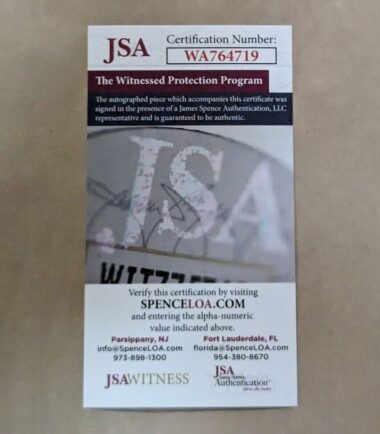 JSA
Certification Number:
WA764719
The Witnessed Protection Program
The autographed piece which accompanies this certificate was
signed in the presence of a James Spence Authentication, LLC
representative and is guaranteed to be authentic.
JSA
Verify this certification by visiting
SPENCELOA.COM
and entering the alpha-numeric
value indicated above.
Parsippany, NJ
info@SpenceLOA.com
973-898-1300
Fort Lauderdale, FL
florida@SpenceLOA.com
954-380-8670
JSAWITNESS
JSA
Authentication